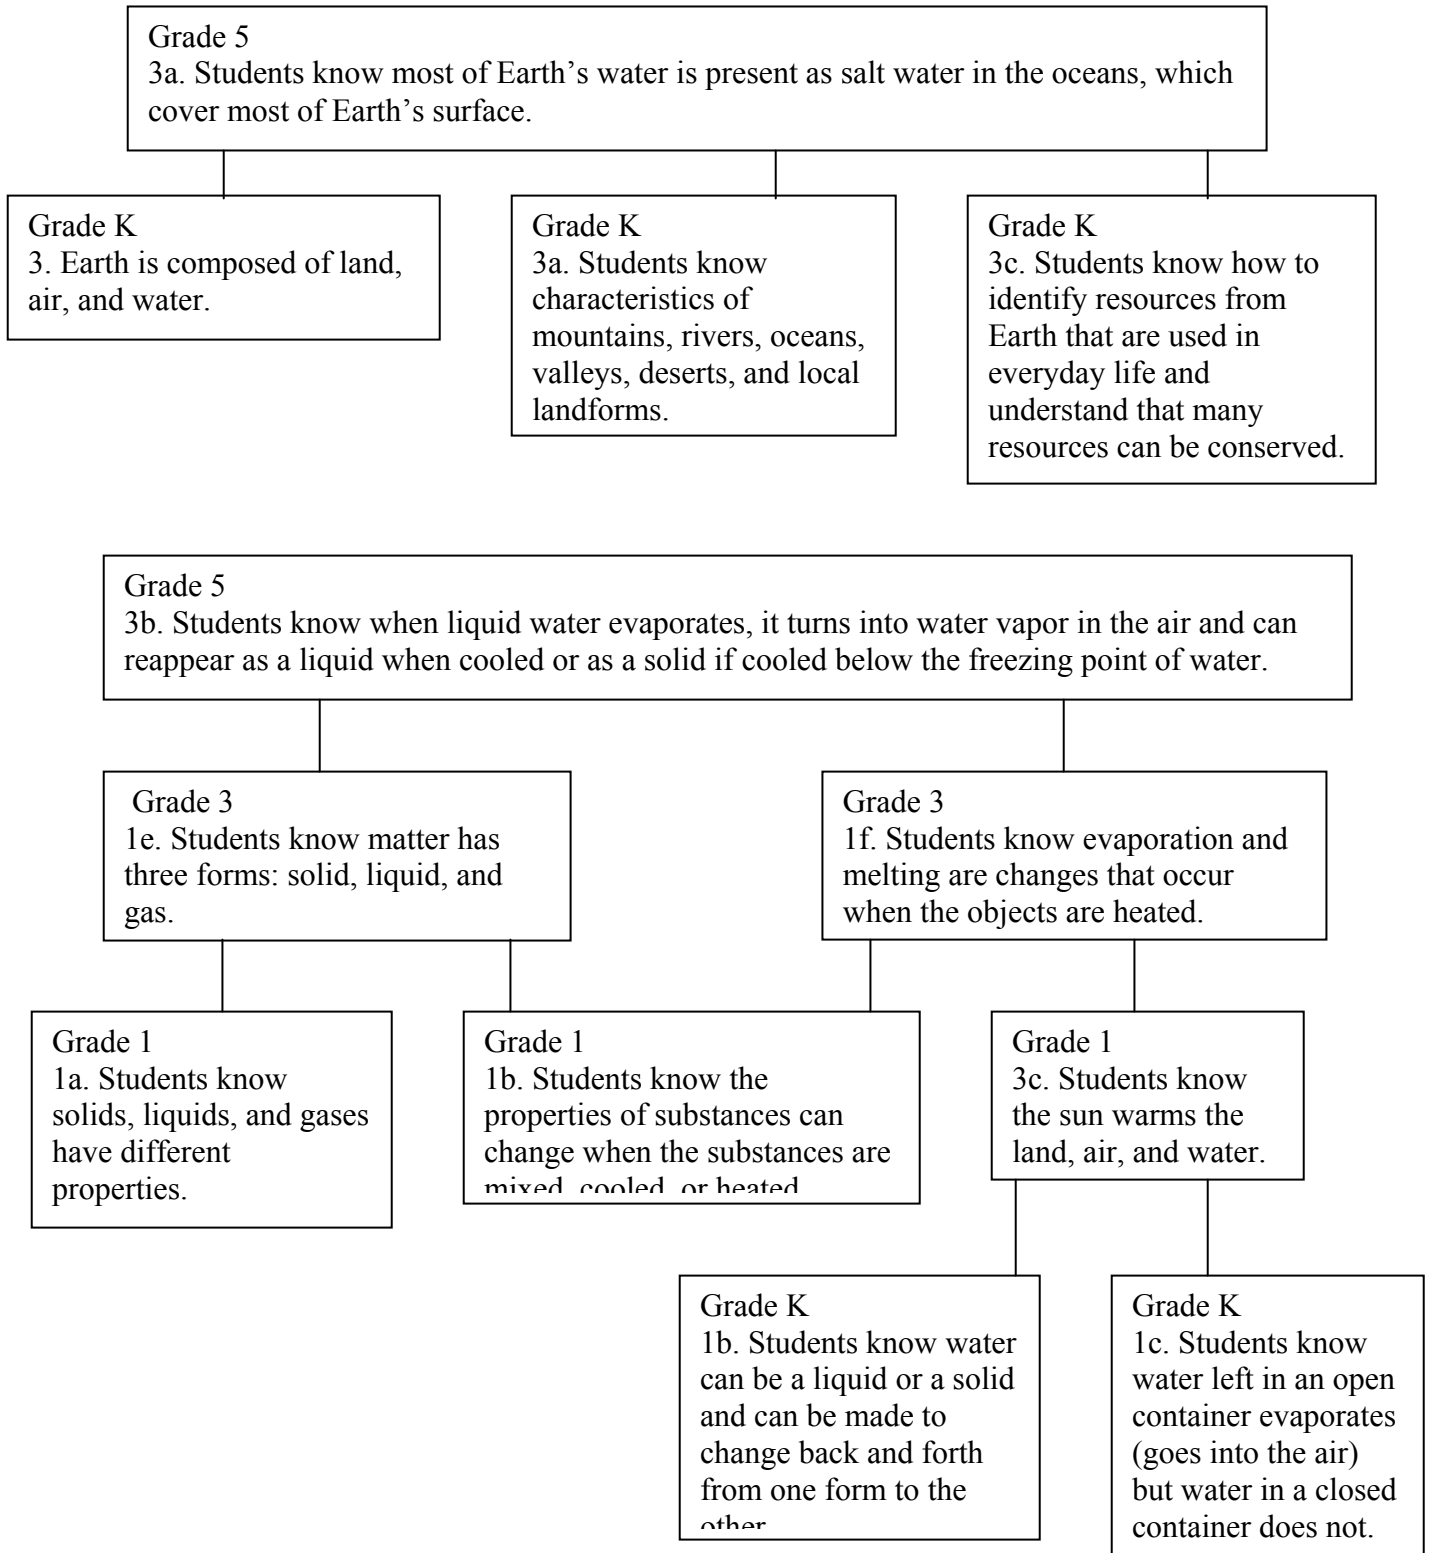 Grade 5
3a. Students know most of Earth’s water is present as salt water in the oceans, which
cover most of Earth’s surface.
Grade K
3. Earth is composed of land,
air, and water.
Grade K
3a. Students know
characteristics of
mountains, rivers, oceans,
valleys, deserts, and local
landforms.
Grade K
3c. Students know how to
identify resources from
Earth that are used in
everyday life and
understand that many
resources can be conserved.
Grade 5
3b. Students know when liquid water evaporates, it turns into water vapor in the air and can
reappear as a liquid when cooled or as a solid if cooled below the freezing point of water.
Grade 3
1e. Students know matter has
three forms: solid, liquid, and
gas.
Grade 3
1f. Students know evaporation and
melting are changes that occur
when the objects are heated.
Grade 1
1a. Students know
solids, liquids, and gases
have different
properties.
Grade 1
1b. Students know the
properties of substances can
change when the substances are
mixed, cooled, or heated
Grade 1
3c. Students know
the sun warms the
land, air, and water.
Grade K
1b. Students know water
can be a liquid or a solid
and can be made to
change back and forth
from one form to the
other
Grade K
1c. Students know
water left in an open
container evaporates
(goes into the air)
but water in a closed
container does not.